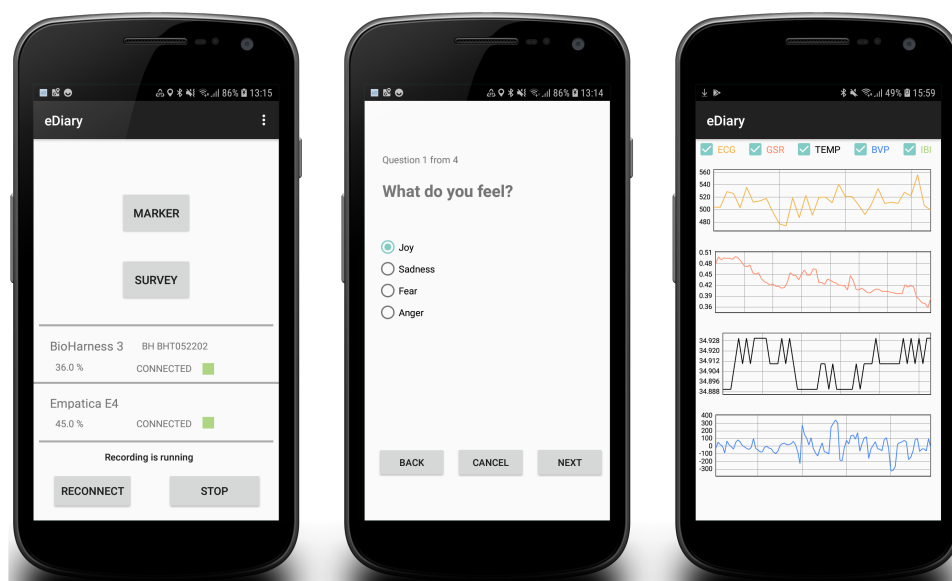 86% 13:15
eDiary
MARKER
SURVEY
BioHarness 3 BH BHT052202
36.0 % CONNECTED
Empatica E4
45.0 % CONNECTED
Recording is running
RECONNECT STOP
86% 13:14
Question 1 from 4
What do you feel?
Joy
Sadness
Fear
Anger
BACK CANCEL NEXT
49% 15:59
eDiary
ECG GSR TEMP BVP IBI
560
540
520
500
480
0.51
0.48
0.45
0.42
0.39
0.36
34.928
34.920
34.912
34.904
34.896
34.888
400
300
200
100
0
-100
-200
-300